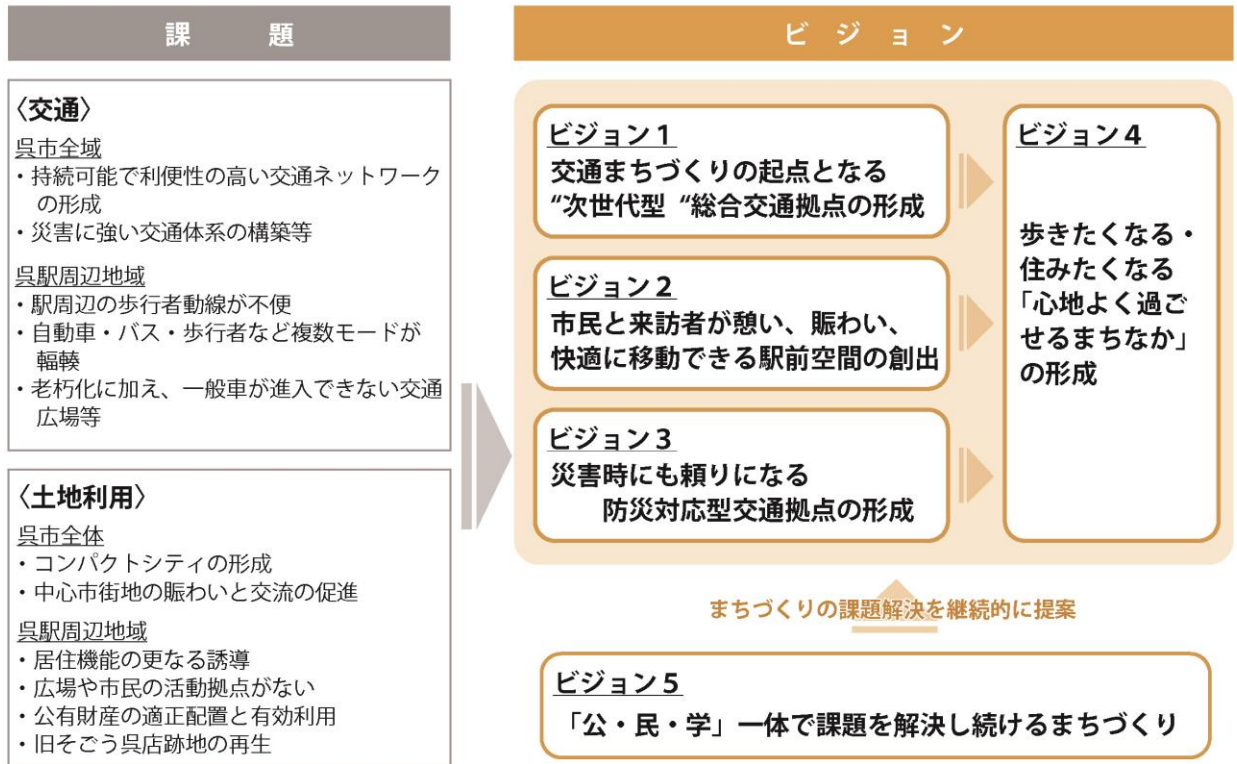 課　題
〈交通〉
呉市全域
・持続可能で利便性の高い交通ネットワーク
の形成
・災害に強い交通体系の構築等
呉駅周辺地域
・駅周辺の歩行者動線が不便
・自動車・バス・歩行者など複数モードが
輻輳
・老朽化に加え、一般車が進入できない交通
広場等
〈土地利用〉
呉市全体
・コンパクトシティの形成
・中心市街地の賑わいと交流の促進
呉駅周辺地域
・居住機能の更なる誘導
・広場や市民の活動拠点がない
・公有財産の適正配置と有効利用
・旧そごう呉店跡地の再生
ビジョン
ビジョン１
交通まちづくりの起点となる
“次世代型 “総合交通拠点の形成
ビジョン２
市民と来訪者が憩い、賑わい、
快適に移動できる駅前空間の創出
ビジョン３
災害時にも頼りになる
防災対応型交通拠点の形成
ビジョン４
歩きたくなる・
住みたくなる
「心地よく過ご
せるまちなか」
の形成
まちづくりの課題解決を継続的に提案
ビジョン５
「公・民・学」一体で課題を解決し続けるまちづくり